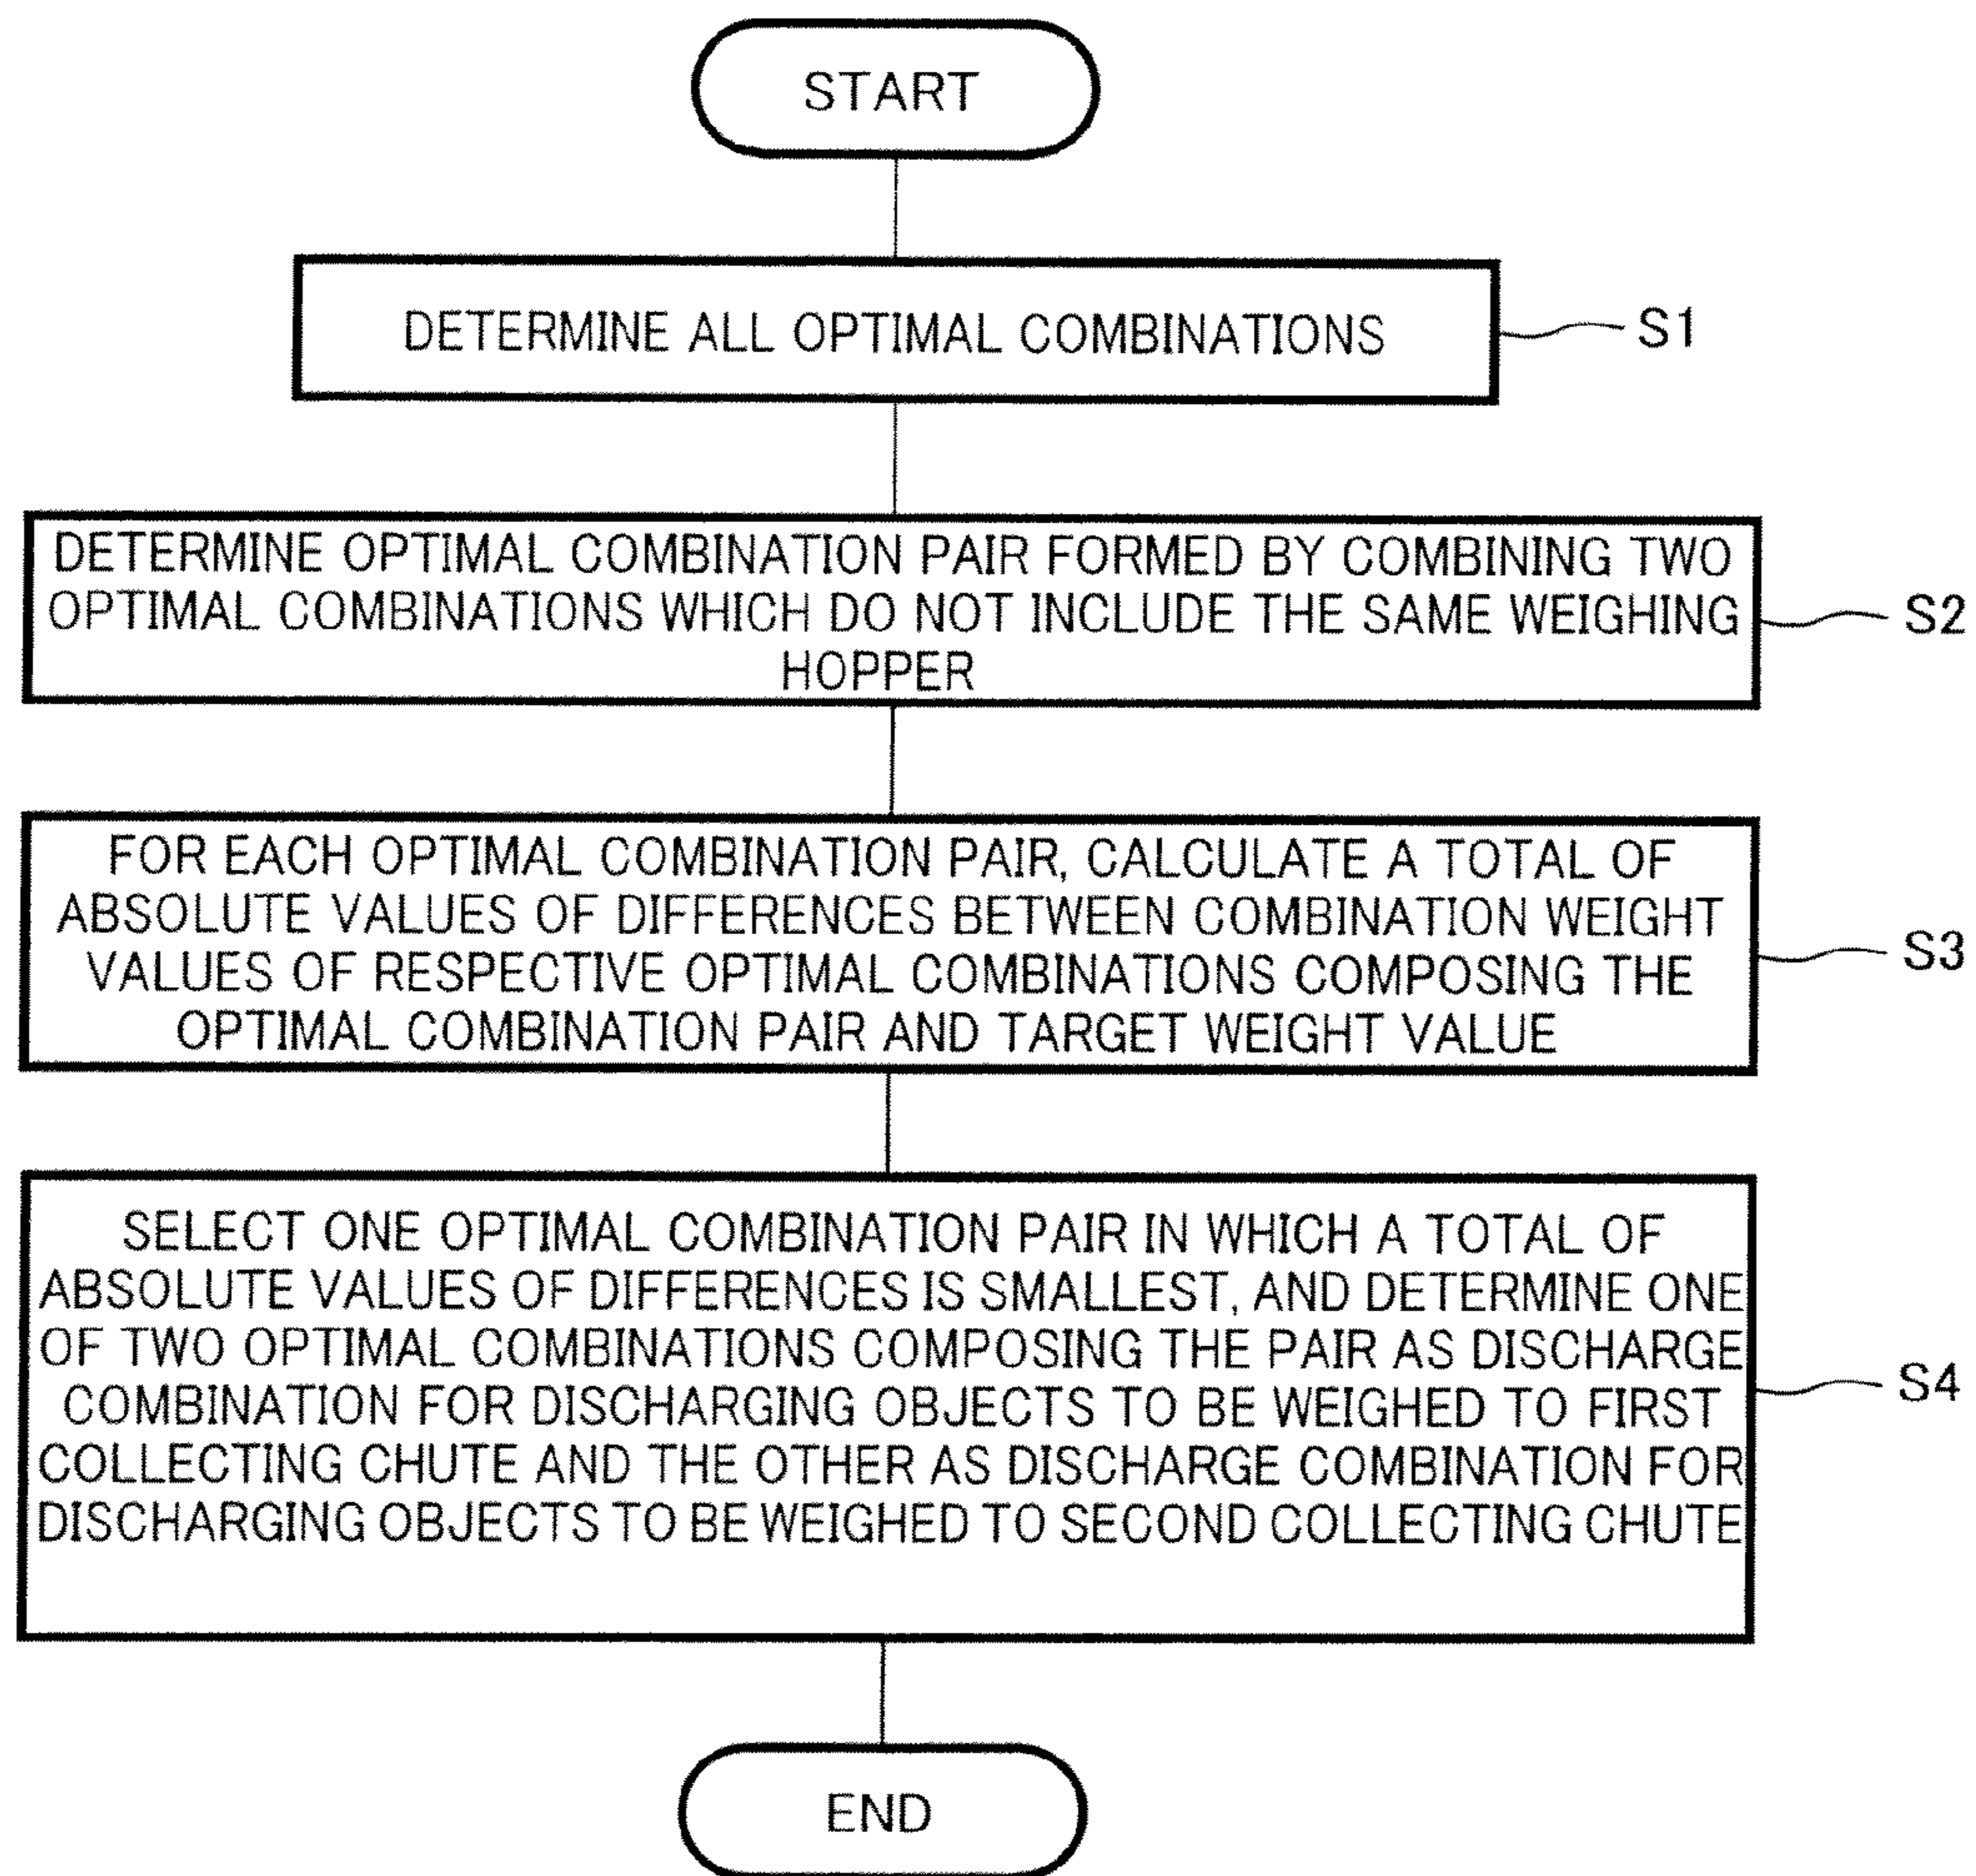 START
DETERMINE ALL OPTIMAL COMBINATIONS
S1
DETERMINE OPTIMAL COMBINATION PAIR FORMED BY COMBINING TWO
OPTIMAL COMBINATIONS WHICH DO NOT INCLUDE THE SAME WEIGHING
HOPPER
S2
FOR EACH OPTIMAL COMBINATION PAIR, CALCULATE A TOTAL OF
ABSOLUTE VALUES OF DIFFERENCES BETWEEN COMBINATION WEIGHT
VALUES OF RESPECTIVE OPTIMAL COMBINATIONS COMPOSING THE
OPTIMAL COMBINATION PAIR AND TARGET WEIGHT VALUE
S3
SELECT ONE OPTIMAL COMBINATION PAIR IN WHICH A TOTAL OF
ABSOLUTE VALUES OF DIFFERENCES IS SMALLEST, AND DETERMINE ONE
OF TWO OPTIMAL COMBINATIONS COMPOSING THE PAIR AS DISCHARGE
COMBINATION FOR DISCHARGING OBJECTS TO BE WEIGHED TO FIRST
COLLECTING CHUTE AND THE OTHER AS DISCHARGE COMBINATION FOR
DISCHARGING OBJECTS TO BE WEIGHED TO SECOND COLLECTING CHUTE
S4
END